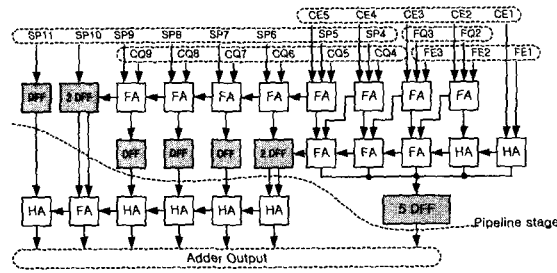 CE5 CE4 CE3 CE2 CE1
SP11 SP10 SP9 SP8 SP7 SP6 SP5 SP4 FQ3 FQ2
CQ9 CQ8 CQ7 CQ6 CQ5 CQ4 FE3 FE2 FE1
DFF 2 DFF FA FA FA FA FA FA FA FA
DFF DFF DFF 2 DFF FA FA FA HA HA
HA FA HA HA HA HA 5 DFF
Pipeline stage
Adder Output